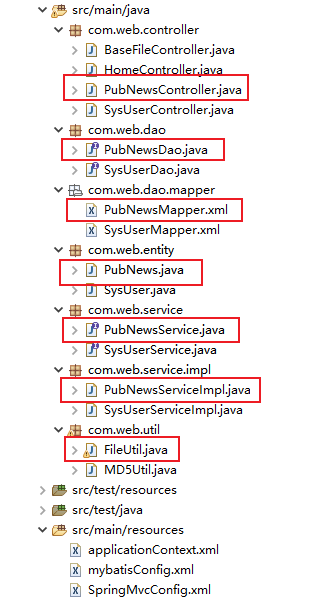 src/main/java
com.web.controller
BaseFileController.java
HomeController.java
PubNewsController.java
SysUserController.java
com.web.dao
PubNewsDao.java
SysUserDao.java
com.web.dao.mapper
PubNewsMapper.xml
SysUserMapper.xml
com.web.entity
PubNews.java
SysUser.java
com.web.service
PubNewsService.java
SysUserService.java
com.web.service.impl
PubNewsServiceImpl.java
SysUserServiceImpl.java
com.web.util
FileUtil.java
MD5Util.java
src/test/resources
src/test/java
src/main/resources
applicationContext.xml
mybatisConfig.xml
SpringMvcConfig.xml